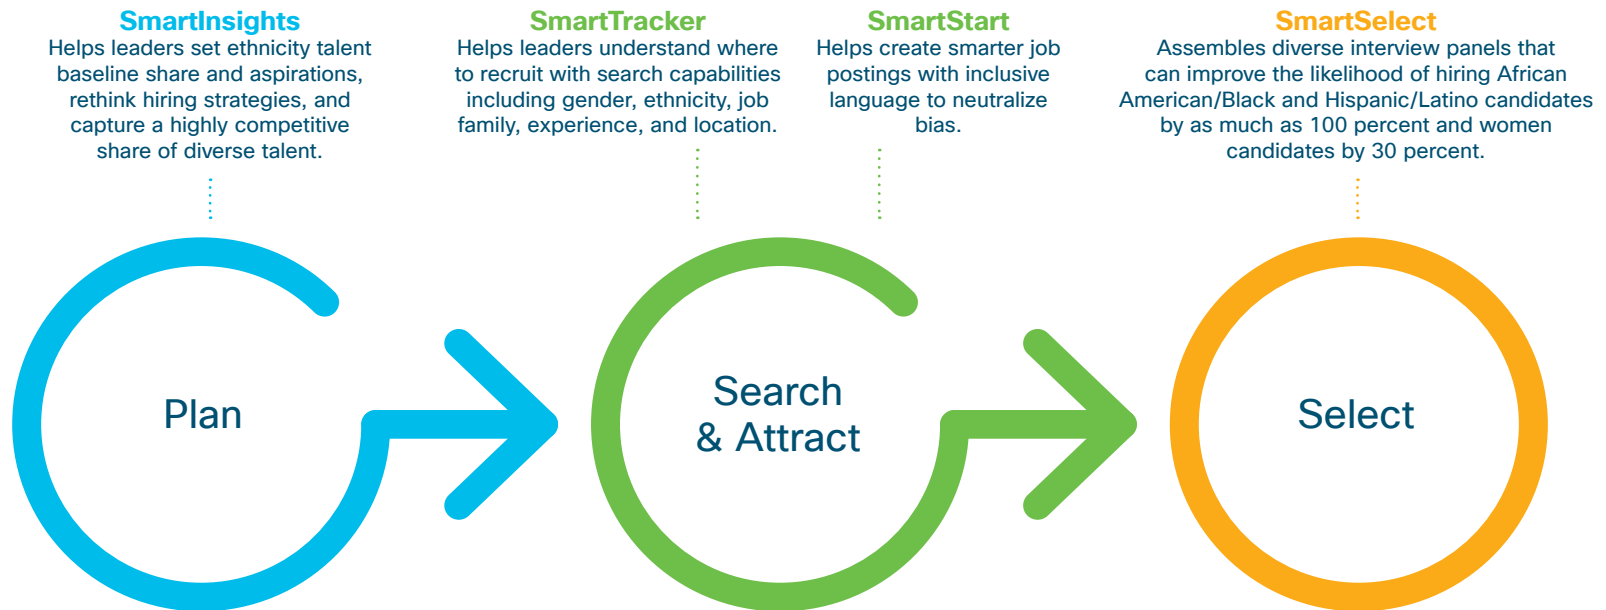 SmartInsights
Helps leaders set ethnicity talent
baseline share and aspirations,
rethink hiring strategies, and
capture a highly competitive
share of diverse talent.
SmartTracker
Helps leaders understand where
to recruit with search capabilities
including gender, ethnicity, job
family, experience, and location.
SmartStart
Helps create smarter job
postings with inclusive
language to neutralize
bias.
SmartSelect
Assembles diverse interview panels that
can improve the likelihood of hiring African
American/Black and Hispanic/Latino candidates
by as much as 100 percent and women
candidates by 30 percent.
Plan
Search
& Attract
Select